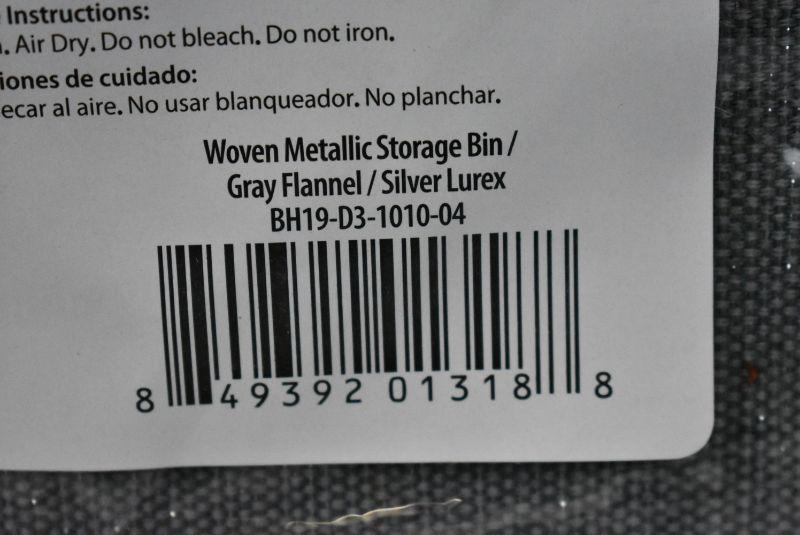 Instructions:
Air Dry. Do not bleach. Do not iron.
iones de cuidado:
ecar al aire. No usar blanqueador. No planchar.
Woven Metallic Storage Bin /
Gray Flannel / Silver Lurex
BH19-D3-1010-04
8 49392 01318 8